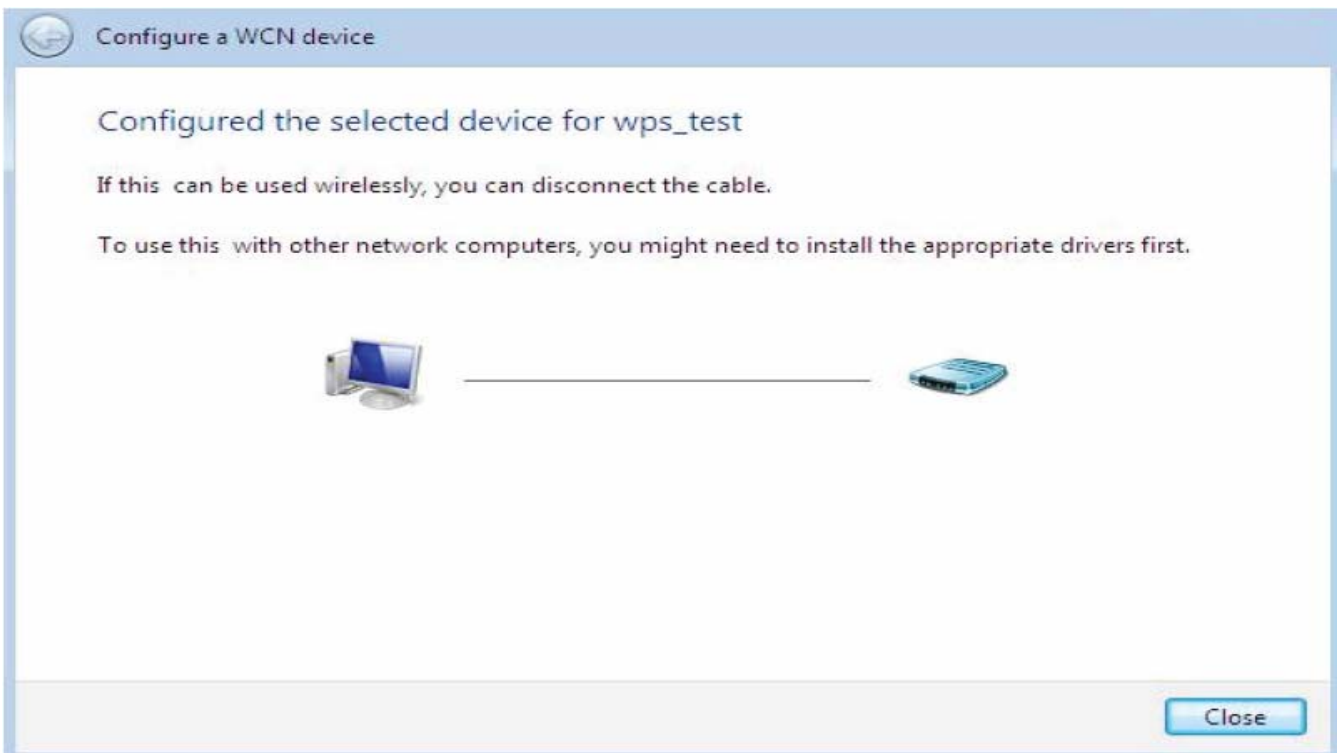 Configure a WCN device
Configured the selected device for wps_test
If this  can be used wirelessly, you can disconnect the cable.
To use this  with other network computers, you might need to install the appropriate drivers first.
Close